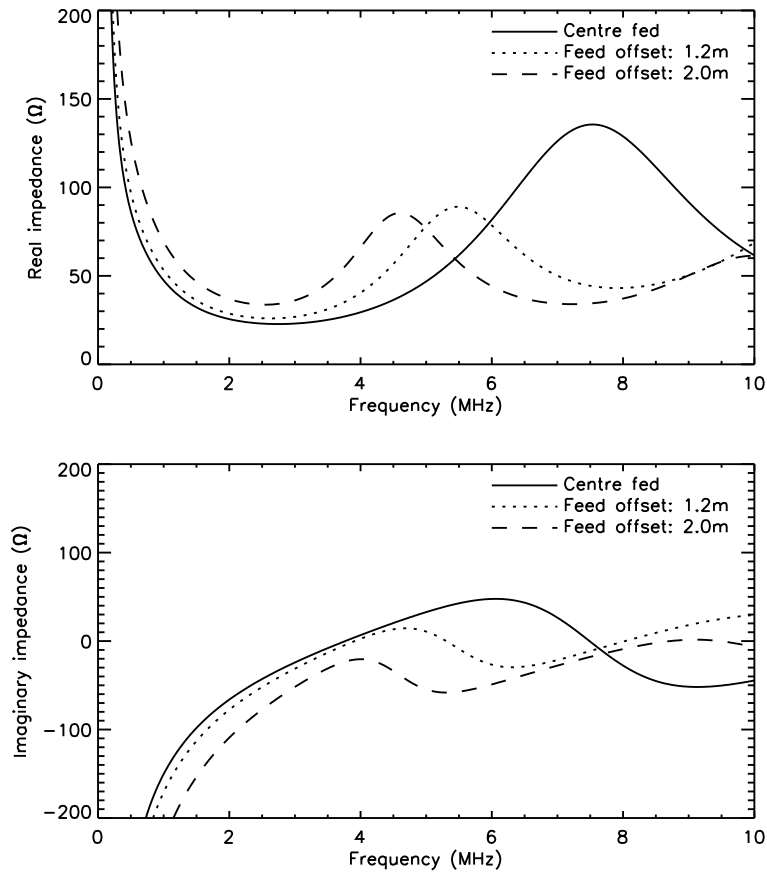 200
150
100
50
0
Real impedance (Ω)
Centre fed
Feed offset: 1.2m
Feed offset: 2.0m
0 2 4 6 8 10
Frequency (MHz)
200
100
0
−100
−200
Imaginary impedance (Ω)
Centre fed
Feed offset: 1.2m
Feed offset: 2.0m
0 2 4 6 8 10
Frequency (MHz)